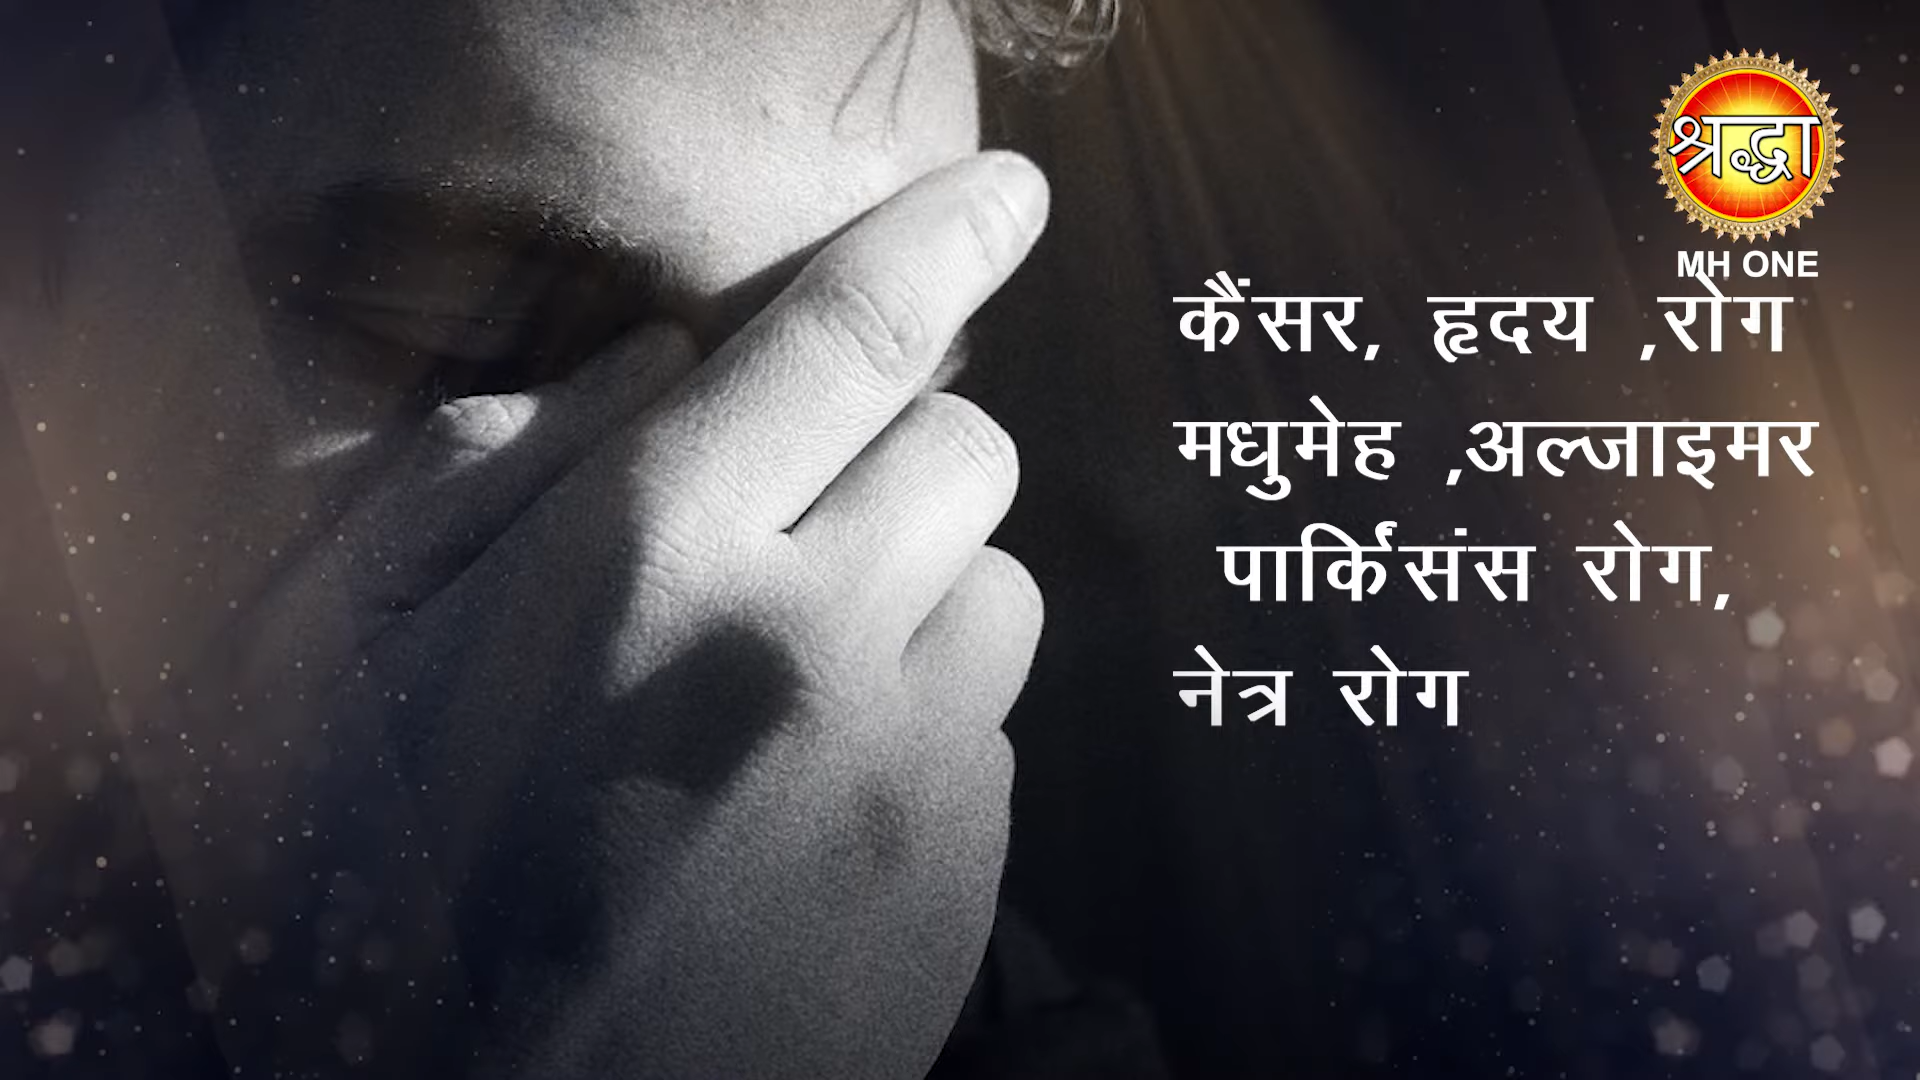 श्रद्धा
MH ONE
कैंसर, हृदय ,रोग
मधुमेह ,अल्जाइमर
पार्किंसंस रोग,
नेत्र रोग